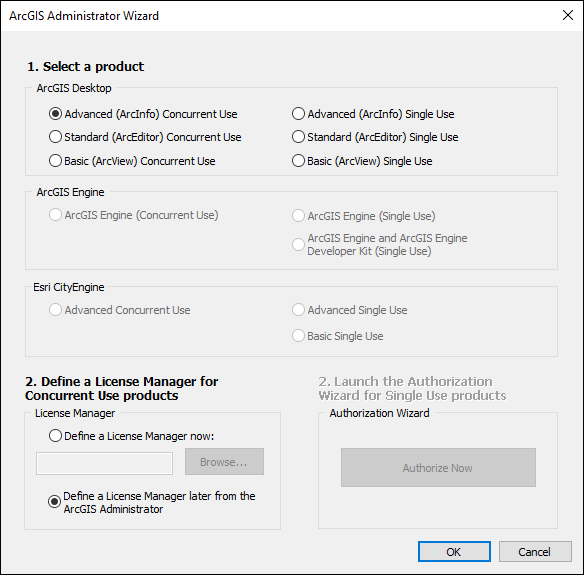 ArcGIS Administrator Wizard
1. Select a product
ArcGIS Desktop
Advanced (ArcInfo) Concurrent Use
Advanced (ArcInfo) Single Use
Standard (ArcEditor) Concurrent Use
Standard (ArcEditor) Single Use
Basic (ArcView) Concurrent Use
Basic (ArcView) Single Use
ArcGIS Engine
ArcGIS Engine (Concurrent Use)
ArcGIS Engine (Single Use)
ArcGIS Engine and ArcGIS Engine
Developer Kit (Single Use)
Esri CityEngine
Advanced Concurrent Use
Advanced Single Use
Basic Single Use
2. Define a License Manager for
Concurrent Use products
License Manager
Define a License Manager now:
Browse...
Define a License Manager later from the
ArcGIS Administrator
2. Launch the Authorization
Wizard for Single Use products
Authorization Wizard
Authorize Now
OK
Cancel